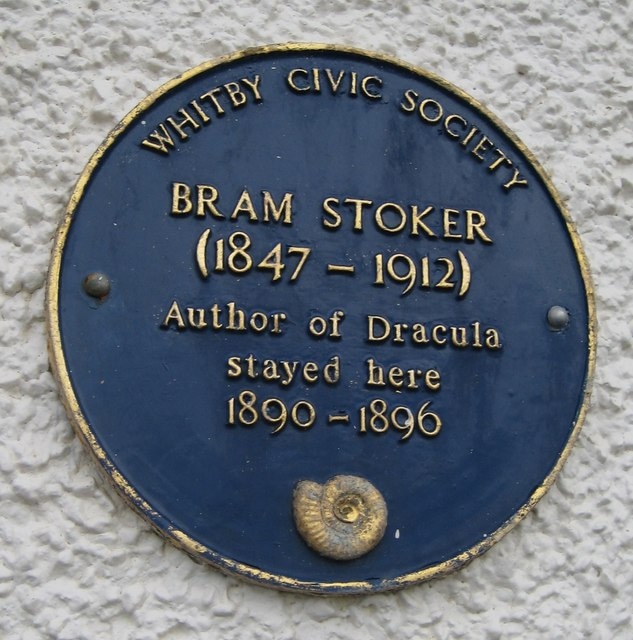 WHITBY CIVIC SOCIETY
BRAM STOKER
(1847 – 1912)
Author of Dracula
stayed here
1890 – 1896